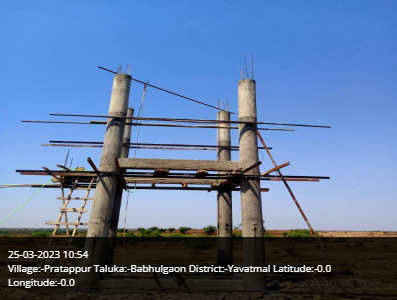 25-03-2023 10:54
Village:-Pratappur Taluka:-Babhulgaon District:-Yavatmal Latitude:-0.0
Longitude:-0.0